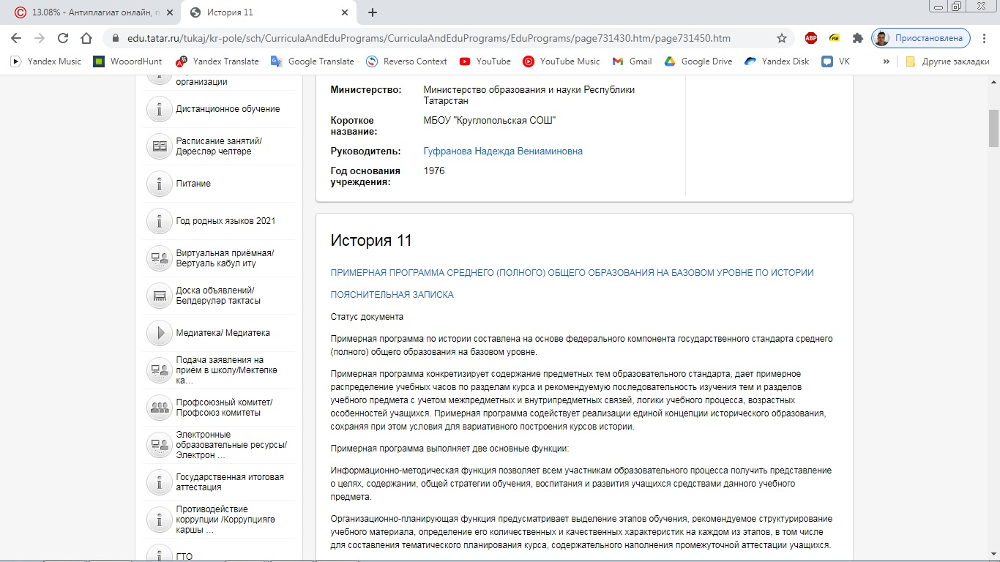 13.08% - Антиплагиат онлайн, п
История 11
edu.tatar.ru/tukaj/kr-pole/sch/CurriculaAndEduPrograms/CurriculaAndEduPrograms/EduPrograms/page731430.htm/page731450.htm
ABP
Приостановлена
Yandex Music
WooordHunt
Yandex Translate
Google Translate
Reverso Context
YouTube
YouTube Music
Gmail
Google Drive
Yandex Disk
VK
»
Другие закладки
организации
Дистанционное обучение
Расписание занятий/
Дәресләр челтәре
Питание
Год родных языков 2021
Виртуальная приёмная/
Вертуаль кабул итү
Доска объявлений/
Белдерүләр тактасы
Медиатека/ Медиатека
Подача заявления на
приём в школу/Мәктәпкә
ка…
Профсоюзный комитет/
Профсоюз комитеты
Электронные
образовательные ресурсы/
Электрон …
Государственная итоговая
аттестация
Противодействие
коррупции /Коррупциягә
каршы …
ГТО
Министерство:
Министерство образования и науки Республики
Татарстан
Короткое
название:
МБОУ "Круглопольская СОШ"
Руководитель:
Гуфранова Надежда Вениаминовна
Год основания
учреждения:
1976
История 11
ПРИМЕРНАЯ ПРОГРАММА СРЕДНЕГО (ПОЛНОГО) ОБЩЕГО ОБРАЗОВАНИЯ НА БАЗОВОМ УРОВНЕ ПО ИСТОРИИ
ПОЯСНИТЕЛЬНАЯ ЗАПИСКА
Статус документа
Примерная программа по истории составлена на основе федерального компонента государственного стандарта среднего
(полного) общего образования на базовом уровне.
Примерная программа конкретизирует содержание предметных тем образовательного стандарта, дает примерное
распределение учебных часов по разделам курса и рекомендуемую последовательность изучения тем и разделов
учебного предмета с учетом межпредметных и внутрипредметных связей, логики учебного процесса, возрастных
особенностей учащихся. Примерная программа содействует реализации единой концепции исторического образования,
сохраняя при этом условия для вариативного построения курсов истории.
Примерная программа выполняет две основные функции:
Информационно-методическая функция позволяет всем участникам образовательного процесса получить представление
о целях, содержании, общей стратегии обучения, воспитания и развития учащихся средствами данного учебного
предмета.
Организационно-планирующая функция предусматривает выделение этапов обучения, рекомендуемое структурирование
учебного материала, определение его количественных и качественных характеристик на каждом из этапов, в том числе
для составления тематического планирования курса, содержательного наполнения промежуточной аттестации учащихся.